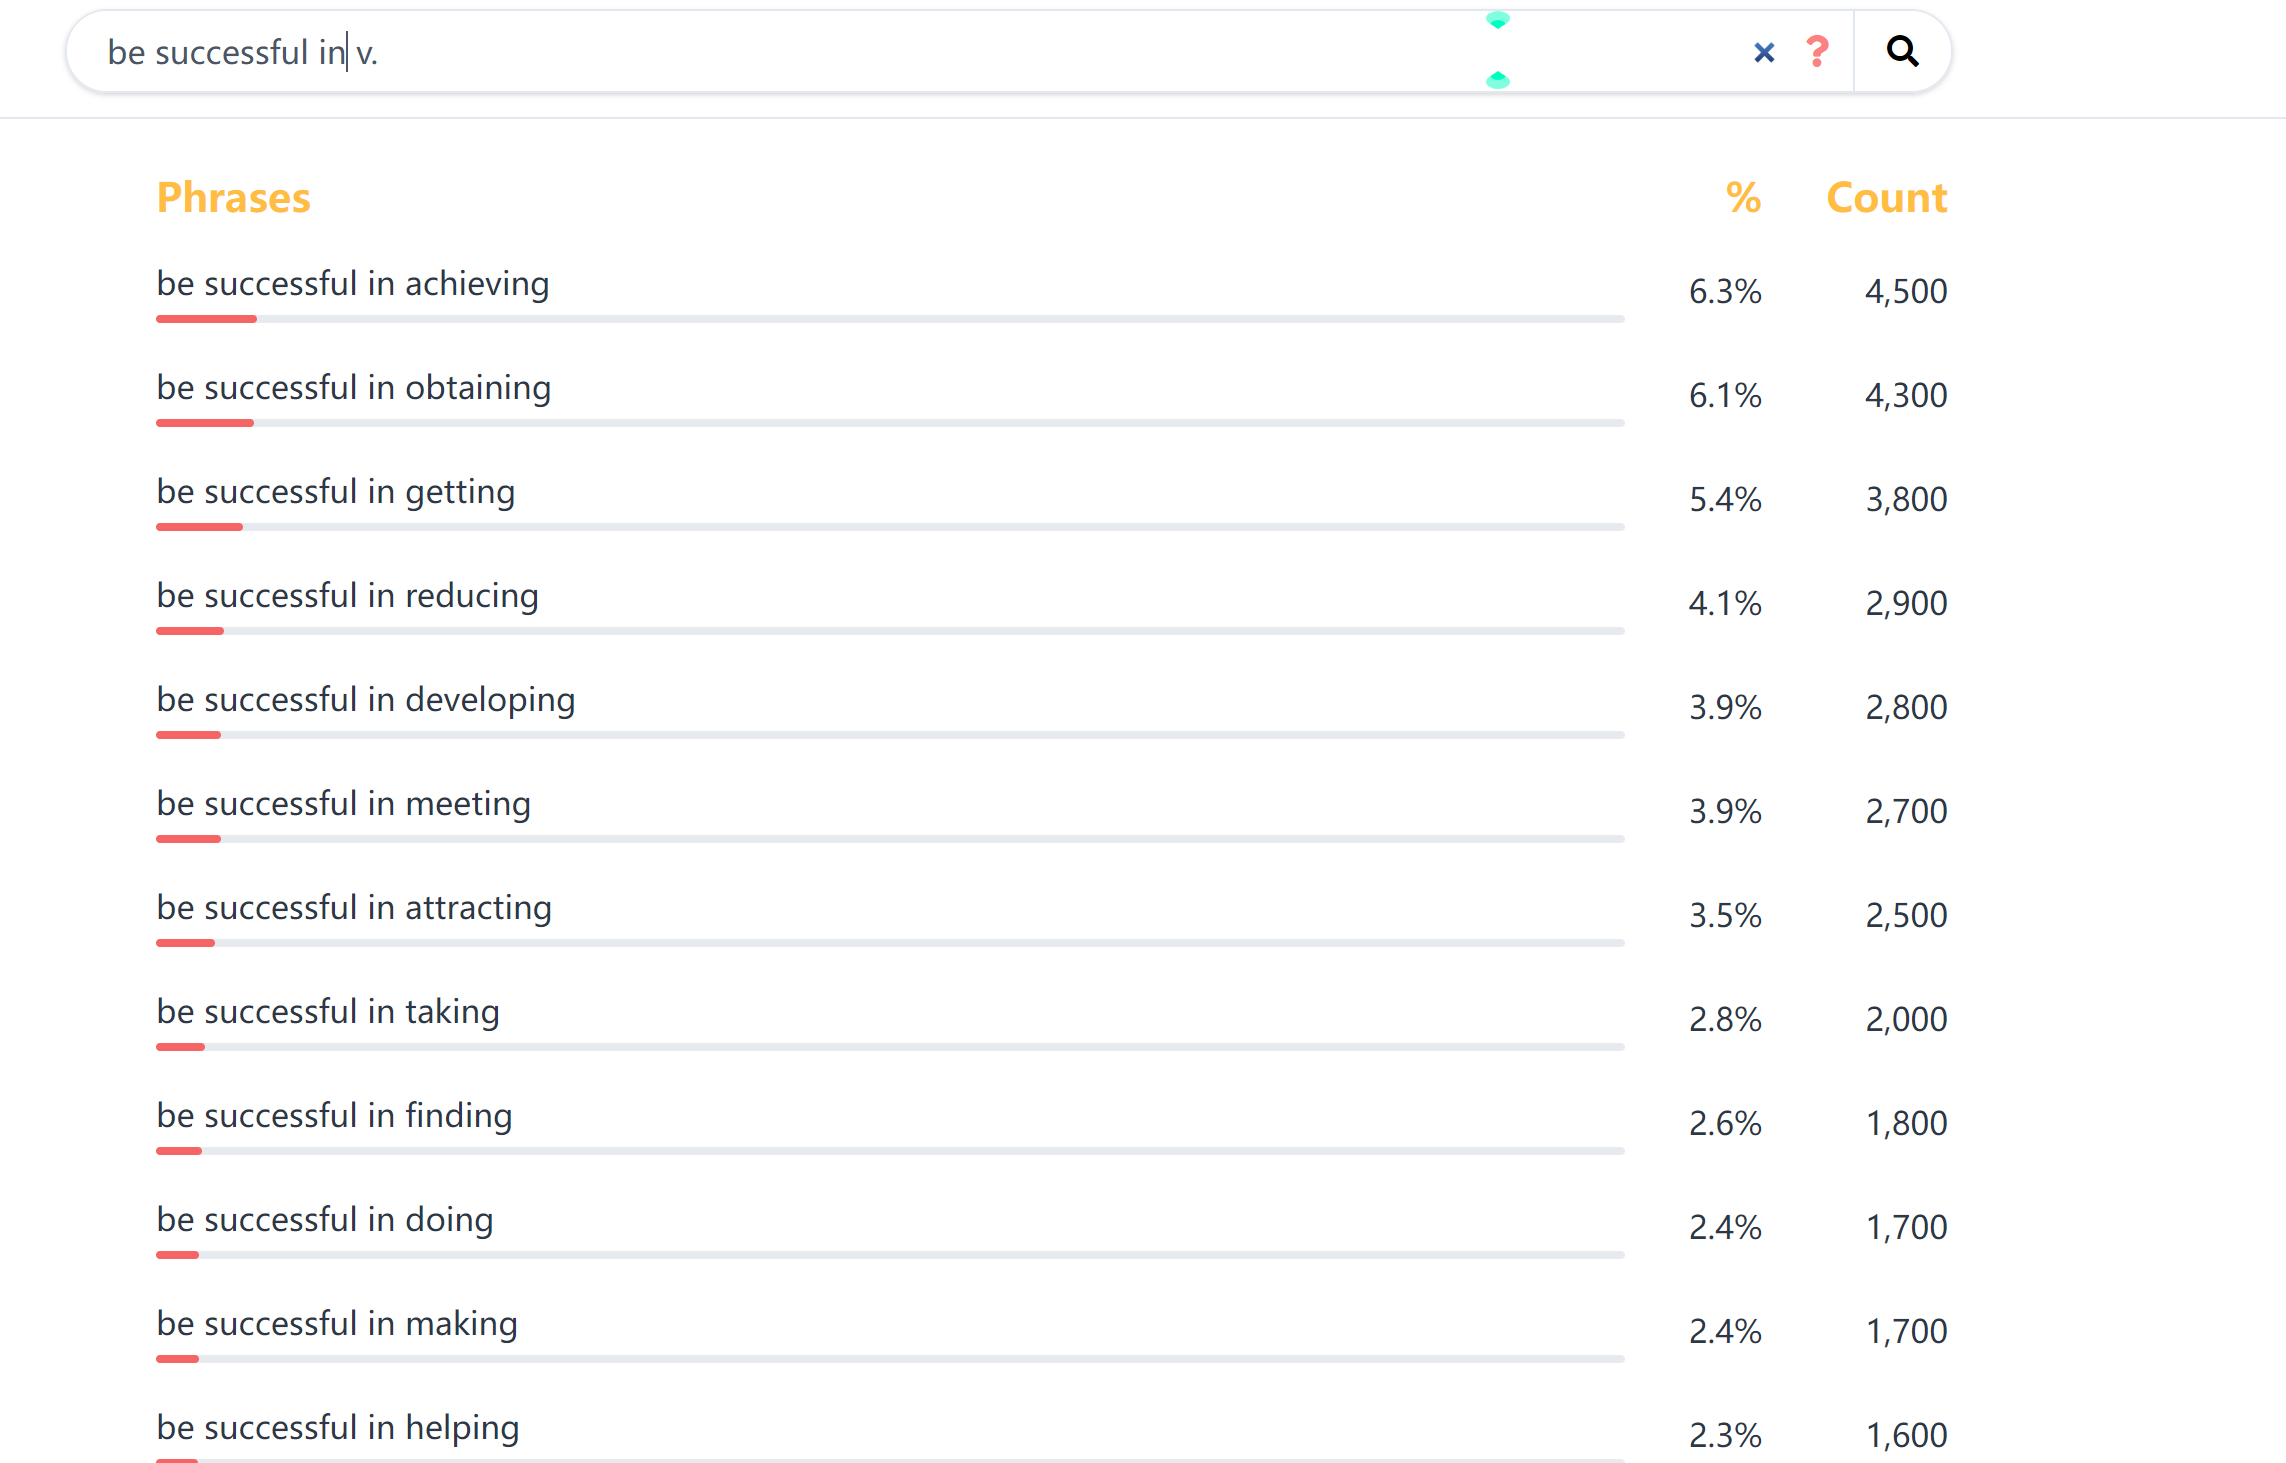 be successful in v.
Phrases % Count
be successful in achieving 6.3% 4,500
be successful in obtaining 6.1% 4,300
be successful in getting 5.4% 3,800
be successful in reducing 4.1% 2,900
be successful in developing 3.9% 2,800
be successful in meeting 3.9% 2,700
be successful in attracting 3.5% 2,500
be successful in taking 2.8% 2,000
be successful in finding 2.6% 1,800
be successful in doing 2.4% 1,700
be successful in making 2.4% 1,700
be successful in helping 2.3% 1,600